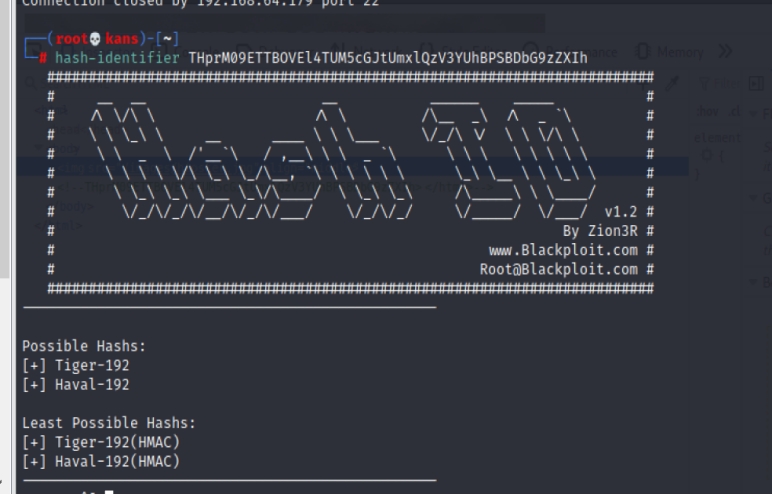 Connection closed by 192.168.64.179 port 22
(root kans)-[~]
# hash-identifier THprM09ETTBOVEl4TUM5cGJtUmxlQzV3YUhBPSBDbG9zZXIh
#########################################################################
v1.2 #
By Zion3R #
www.Blackploit.com #
Root@Blackploit.com #
#########################################################################
Possible Hashs:
[+] Tiger-192
[+] Haval-192
Least Possible Hashs:
[+] Tiger-192(HMAC)
[+] Haval-192(HMAC)